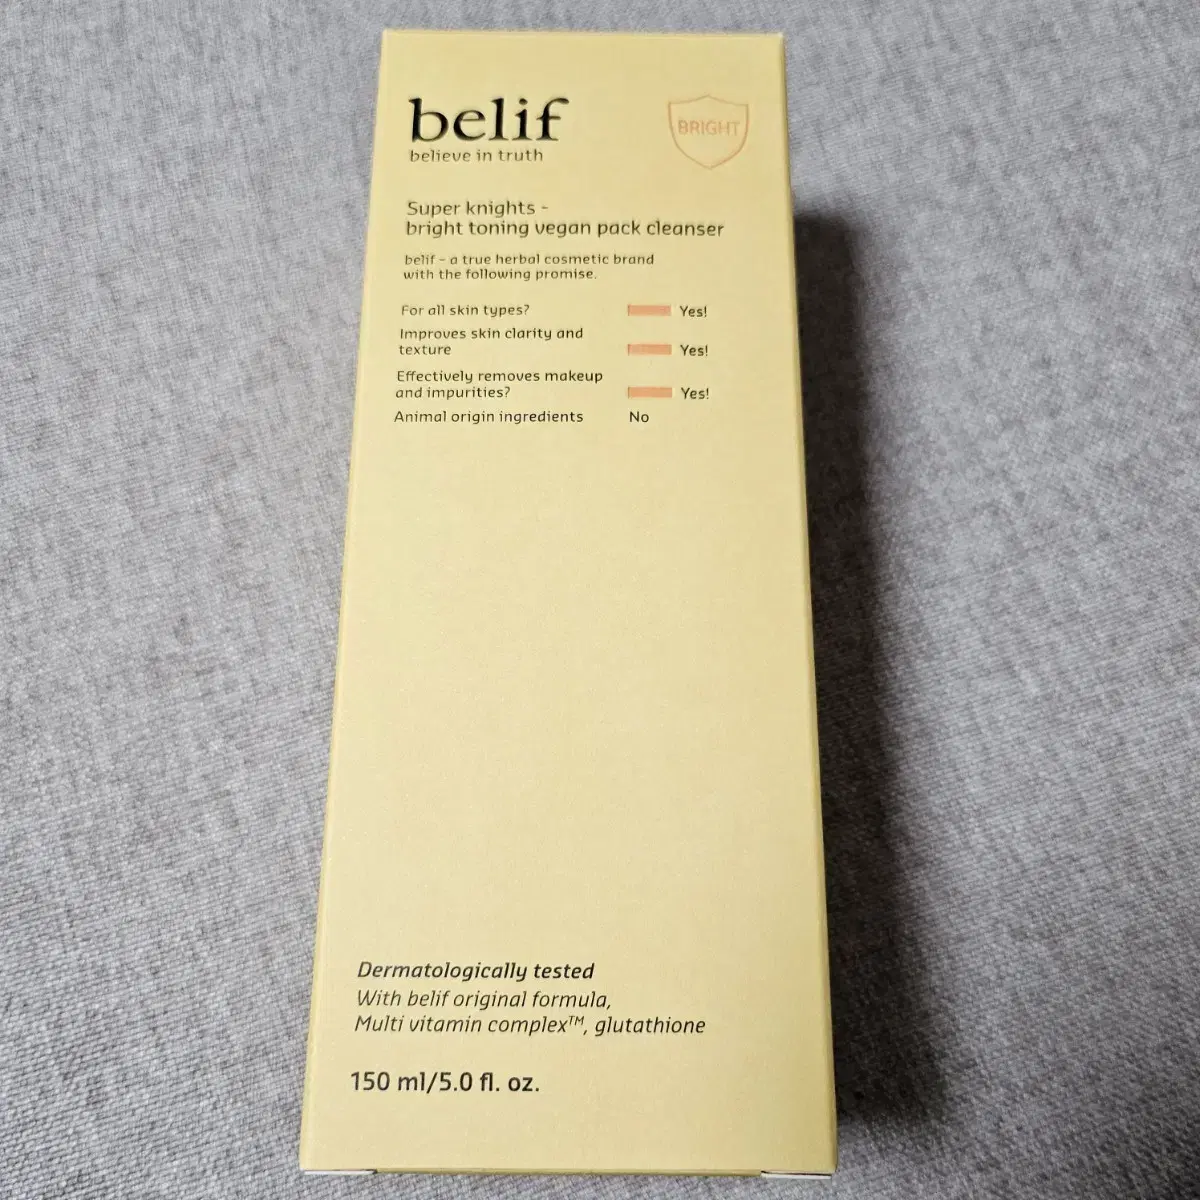 belif
believe in truth
BRIGHT
Super knights -
bright toning vegan pack cleanser
belif - a true herbal cosmetic brand
with the following promise.
For all skin types? Yes!
Improves skin clarity and
texture Yes!
Effectively removes makeup
and impurities? Yes!
Animal origin ingredients No
Dermatologically tested
With belif original formula,
Multi vitamin complex™, glutathione
150 ml/5.0 fl. oz.